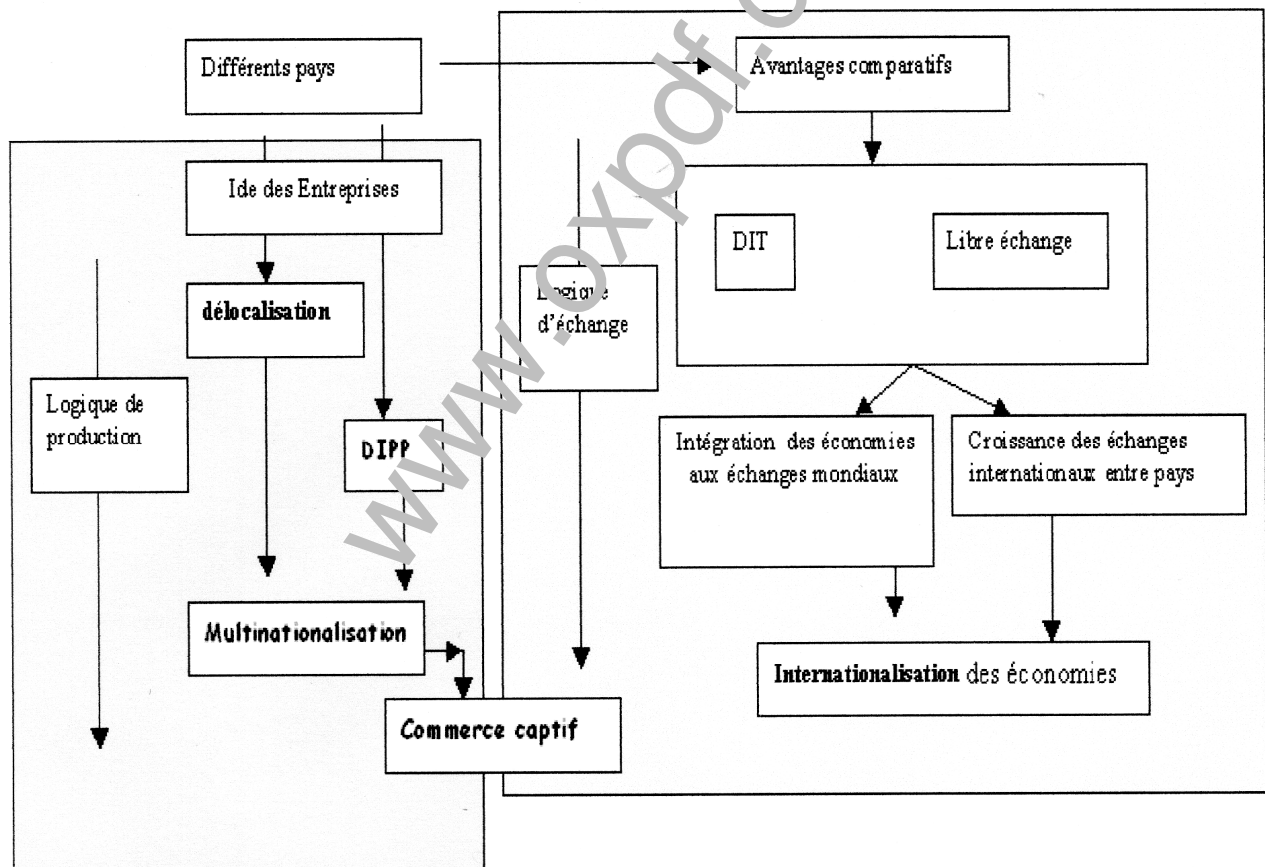 Différents pays
Avantages comparatifs
Ide des Entreprises
DIT
Libre échange
délocalisation
Logique
d'échange
Logique de
production
DIPP
Intégration des économies
aux échanges mondiaux
Croissance des échanges
internationaux entre pays
Multinationalisation
Internationalisation des économies
Commerce captif